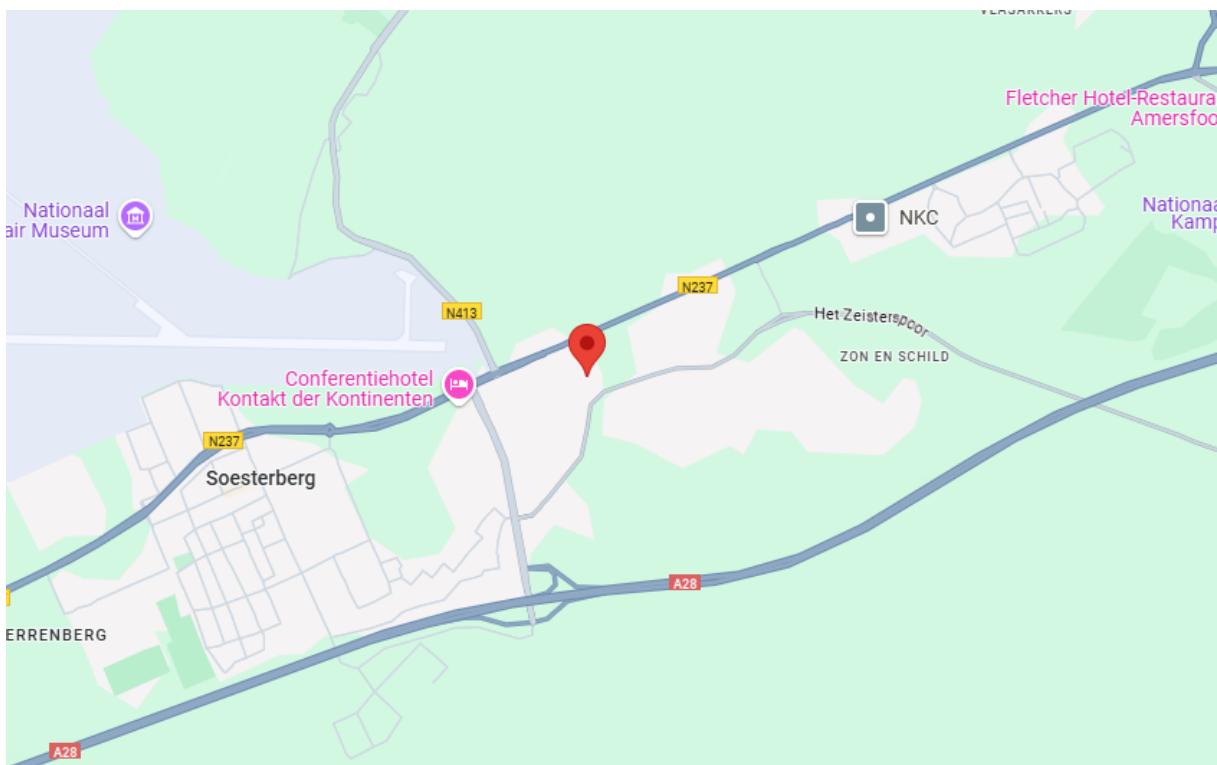 Fletcher Hotel-Restaura
Amersfoo
Nationaal
air Museum
NKC
Nationaa
Kamp
N237
N413
Het Zeisterspoor
ZON EN SCHILD
Conferentiehotel
Kontakt der Kontinenten
N237
Soesterberg
A28
ERRENBERG
A28